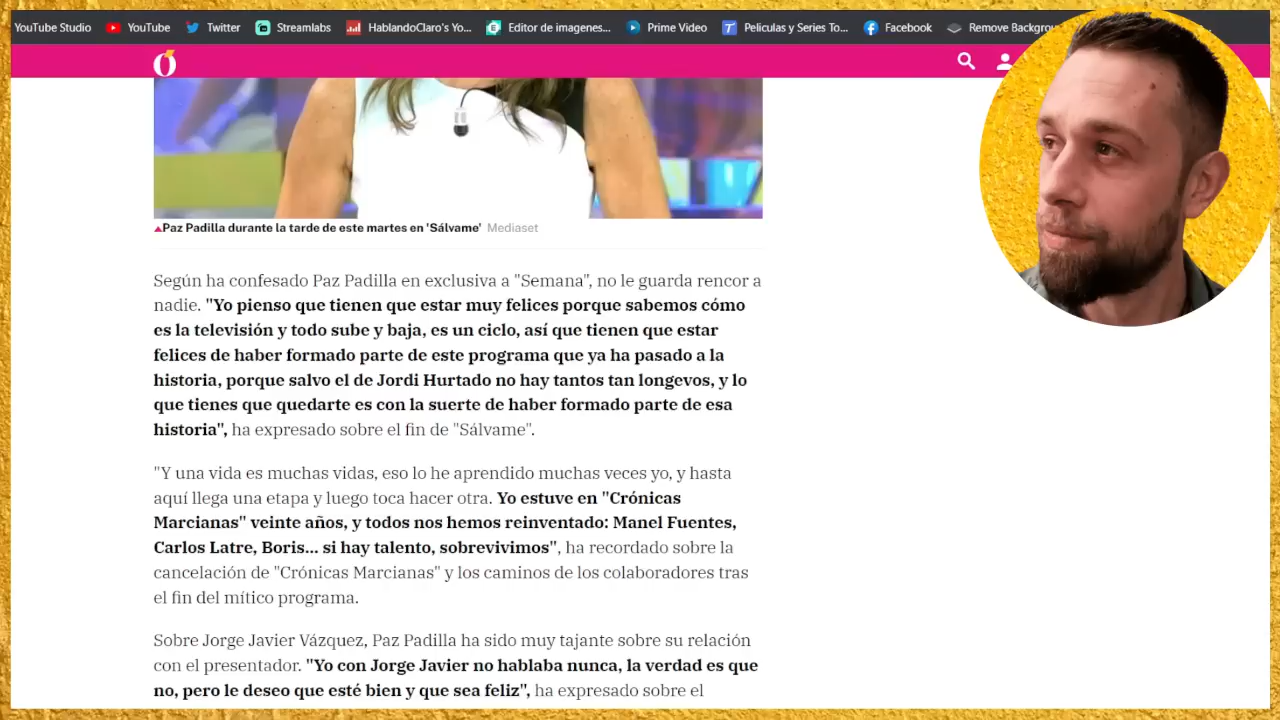 YouTube Studio YouTube Twitter Streamlabs HablandoClaro's Yo... Editor de imagenes... Prime Video Peliculas y Series To... Facebook Remove
Paz Padilla durante la tarde de este martes en 'Sálvame' Mediaset
Según ha confesado Paz Padilla en exclusiva a "Semana", no le guarda rencor a
nadie. "Yo pienso que tienen que estar muy felices porque sabemos cómo
es la televisión y todo sube y baja, es un ciclo, así que tienen que estar
felices de haber formado parte de este programa que ya ha pasado a la
historia, porque salvo el de Jordi Hurtado no hay tantos tan longevos, y lo
que tienes que quedarte es con la suerte de haber formado parte de esa
historia", ha expresado sobre el fin de "Sálvame".
"Y una vida es muchas vidas, eso lo he aprendido muchas veces yo, y hasta
aquí llega una etapa y luego toca hacer otra. Yo estuve en "Crónicas
Marcianas" veinte años, y todos nos hemos reinventado: Manel Fuentes,
Carlos Latre, Boris... si hay talento, sobrevivimos", ha recordado sobre la
cancelación de "Crónicas Marcianas" y los caminos de los colaboradores tras
el fin del mítico programa.
Sobre Jorge Javier Vázquez, Paz Padilla ha sido muy tajante sobre su relación
con el presentador. "Yo con Jorge Javier no hablaba nunca, la verdad es que
no, pero le deseo que esté bien y que sea feliz", ha expresado sobre el